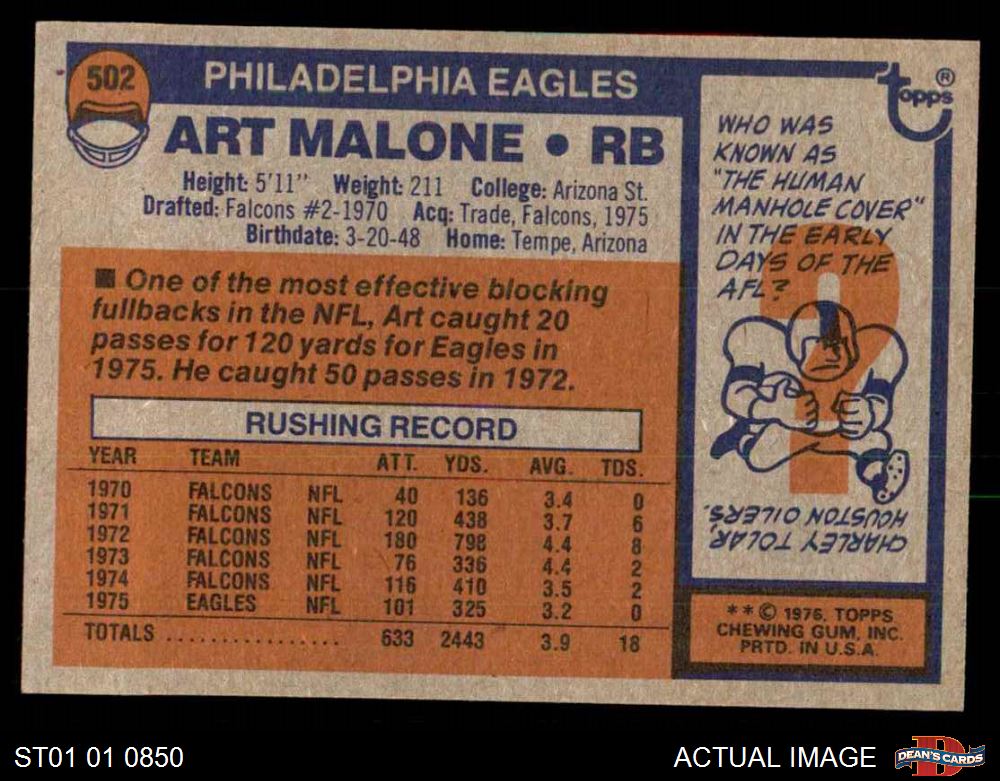 502
PHILADELPHIA EAGLES
ART MALONE • RB
Height: 5'11" Weight: 211 College: Arizona St.
Drafted: Falcons #2-1970 Acq: Trade, Falcons, 1975
Birthdate: 3-20-48 Home: Tempe, Arizona
■ One of the most effective blocking
fullbacks in the NFL, Art caught 20
passes for 120 yards for Eagles in
1975. He caught 50 passes in 1972.
RUSHING RECORD
YEAR TEAM ATT. YDS. AVG. TDS.
1970 FALCONS NFL 40 136 3.4 0
1971 FALCONS NFL 120 438 3.7 6
1972 FALCONS NFL 180 798 4.4 8
1973 FALCONS NFL 76 336 4.4 2
1974 FALCONS NFL 116 410 3.5 2
1975 EAGLES NFL 101 325 3.2 0
TOTALS ................ 633 2443 3.9 18
topps®
WHO WAS
KNOWN AS
"THE HUMAN
MANHOLE COVER"
IN THE EARLY
DAYS OF THE
AFL?
?
CHARLEY TOLAR,
HOUSTON OILERS.
**© 1976, TOPPS
CHEWING GUM, INC.
PRTD. IN U.S.A.
ST01 01 0850
ACTUAL IMAGE
D
DEAN'S CARDS